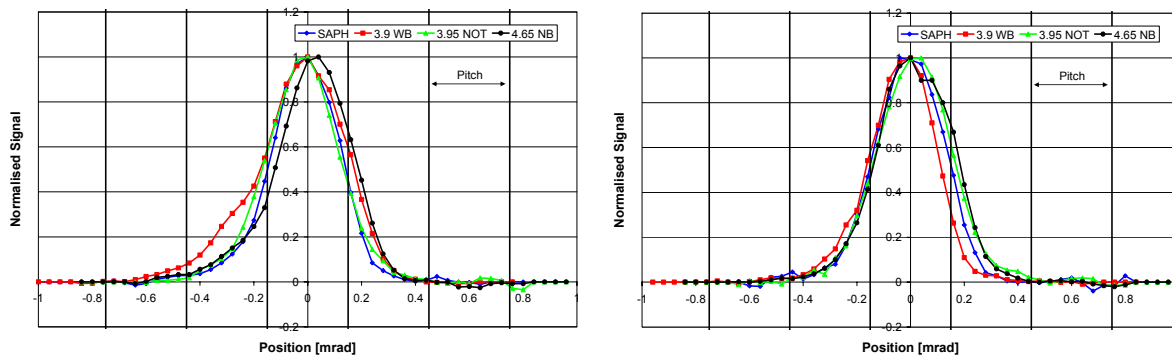 1.2
SAPH 3.9 WB 3.95 NOT 4.65 NB
1
Pitch
0.8
0.6
0.4
0.2
0
-0.2
-1 -0.8 -0.6 -0.4 -0.2 0 0.2 0.4 0.6 0.8 1
Normalised Signal
Position [mrad]
1.2
SAPH 3.9 WB 3.95 NOT 4.65 NB
1
Pitch
0.8
0.6
0.4
0.2
0
-0.2
-1 -0.8 -0.6 -0.4 -0.2 0 0.2 0.4 0.6 0.8
Normalised Signal
Position [mrad]